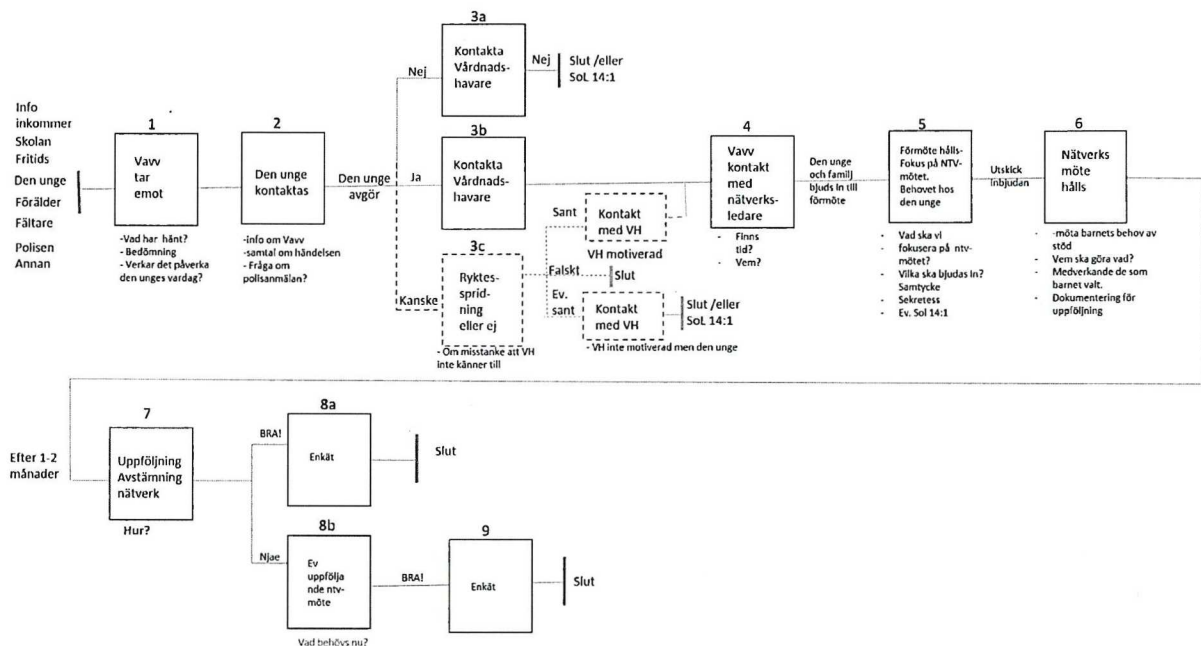 Info
inkommer
Skolan
Fritids
Den unge
Förälder
Fältare
Polisen
Annan
1
Vavv
tar
emot
-Vad har hänt?
- Bedömning
- Verkar det påverka
den unges vardag?
2
Den unge
kontaktas
-info om Vavv
-samtal om händelsen
- Fråga om
polisanmälan?
Den unge
avgör
Nej
3a
Kontakta
Vårdnads-
havare
Nej
Slut /eller
SoL 14:1
Ja
3b
Kontakta
Vårdnads-
havare
Kanske
3c
Ryktes-
sprid-
ning
eller ej
- Om misstanke att VH
inte känner till
Sant
Kontakt
med VH
VH motiverad
Falskt
Slut
Ev.
sant
Kontakt
med VH
- VH inte motiverad men den unge
Slut /eller
SoL 14:1
4
Vavv
kontakt
med
nätverks-
ledare
- Finns
tid?
- Vem?
Den unge
och familj
bjuds in till
förmöte
5
Förmöte hålls-
Fokus på NTV-
mötet.
Behovet hos
den unge
- Vad ska vi
- fokusera på ntv-
mötet?
- Vilka ska bjudas in?
Samtycke
- Sekretess
- Ev. Sol 14:1
Utskick
inbjudan
6
Nätverks
möte
hålls
- -möta barnets behov av
stöd
- Vem ska göra vad?
- Medverkande de som
barnet valt.
- Dokumentering för
uppföljning
Efter 1-2
månader
7
Uppföljning
Avstämning
nätverk
Hur?
BRA!
8a
Enkät
Slut
Njae
8b
Ev
uppfölja
nde ntv-
möte
Vad behövs nu?
BRA!
9
Enkät
Slut